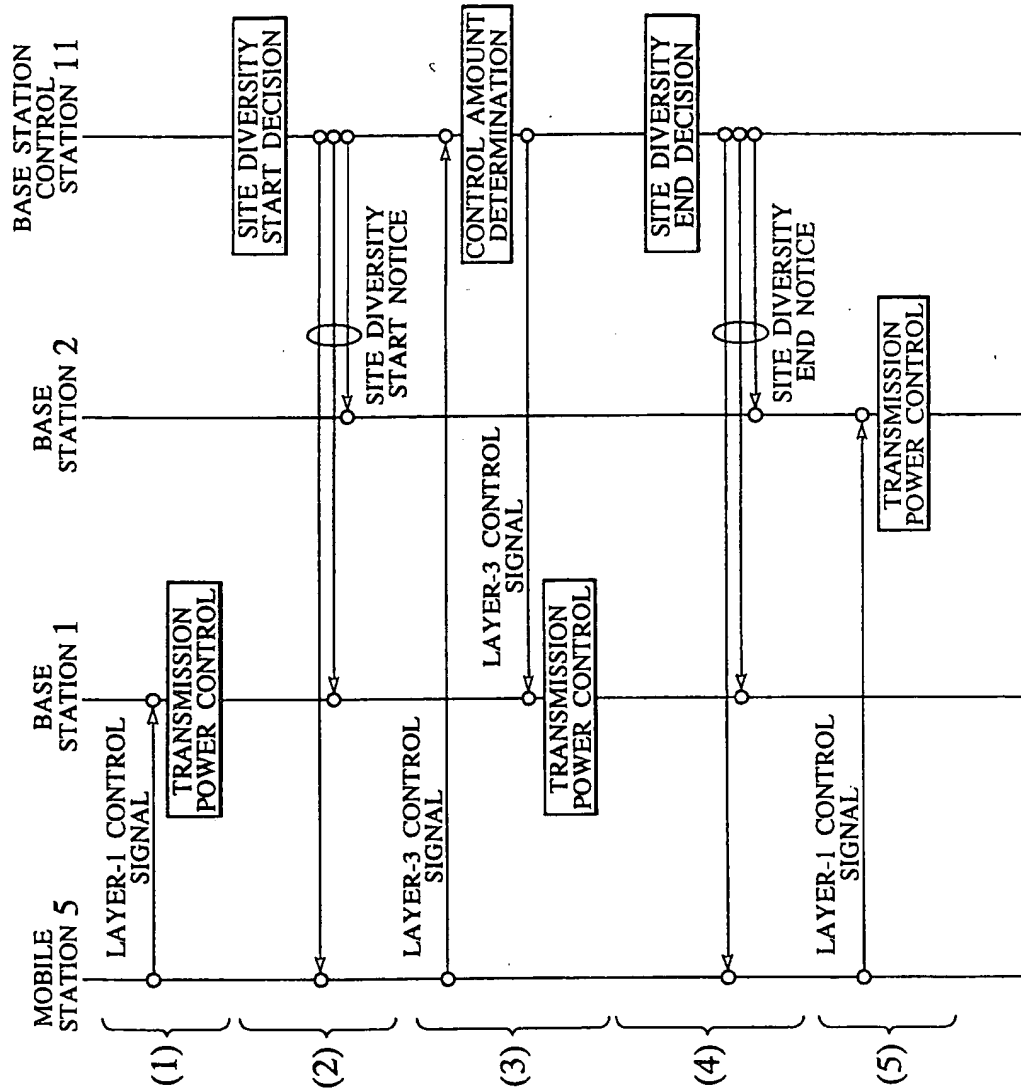 MOBILE
STATION 5
BASE
STATION 1
BASE
STATION 2
BASE STATION
CONTROL
STATION 11
(1)
LAYER-1 CONTROL
SIGNAL
TRANSMISSION
POWER CONTROL
(2)
SITE DIVERSITY
START DECISION
SITE DIVERSITY
START NOTICE
(3)
LAYER-3 CONTROL
SIGNAL
CONTROL AMOUNT
DETERMINATION
LAYER-3 CONTROL
SIGNAL
TRANSMISSION
POWER CONTROL
(4)
SITE DIVERSITY
END DECISION
SITE DIVERSITY
END NOTICE
(5)
LAYER-1 CONTROL
SIGNAL
TRANSMISSION
POWER CONTROL